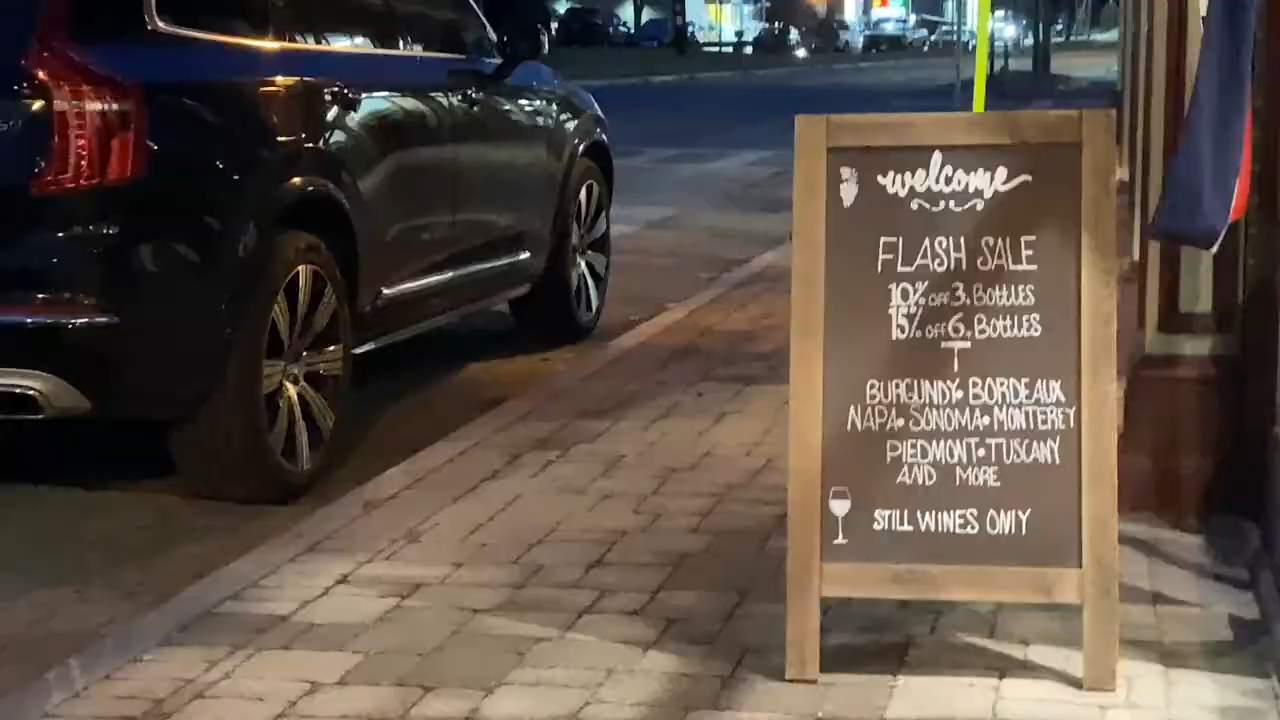 welcome
FLASH SALE
10% OFF 3. BOTTLES
15% OFF 6. BOTTLES
BURGUNDY • BORDEAUX
NAPA • SONOMA • MONTEREY
PIEDMONT • TUSCANY
AND MORE
STILL WINES ONLY